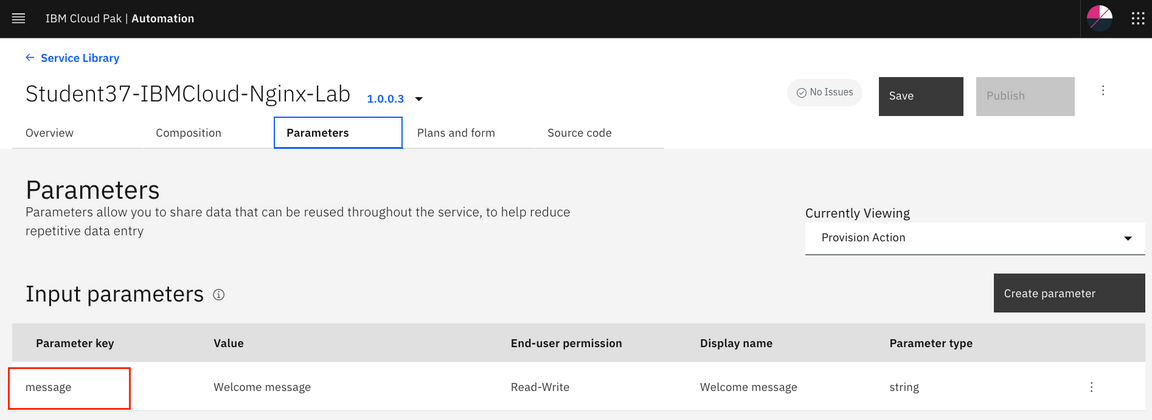 IBM Cloud Pak | Automation
← Service Library
Student37-IBMCloud-Nginx-Lab 1.0.0.3
No Issues
Save
Publish
Overview Composition Parameters Plans and form Source code
Parameters
Parameters allow you to share data that can be reused throughout the service, to help reduce
repetitive data entry
Currently Viewing
Provision Action
Input parameters
Create parameter
Parameter key Value End-user permission Display name Parameter type
message Welcome message Read-Write Welcome message string